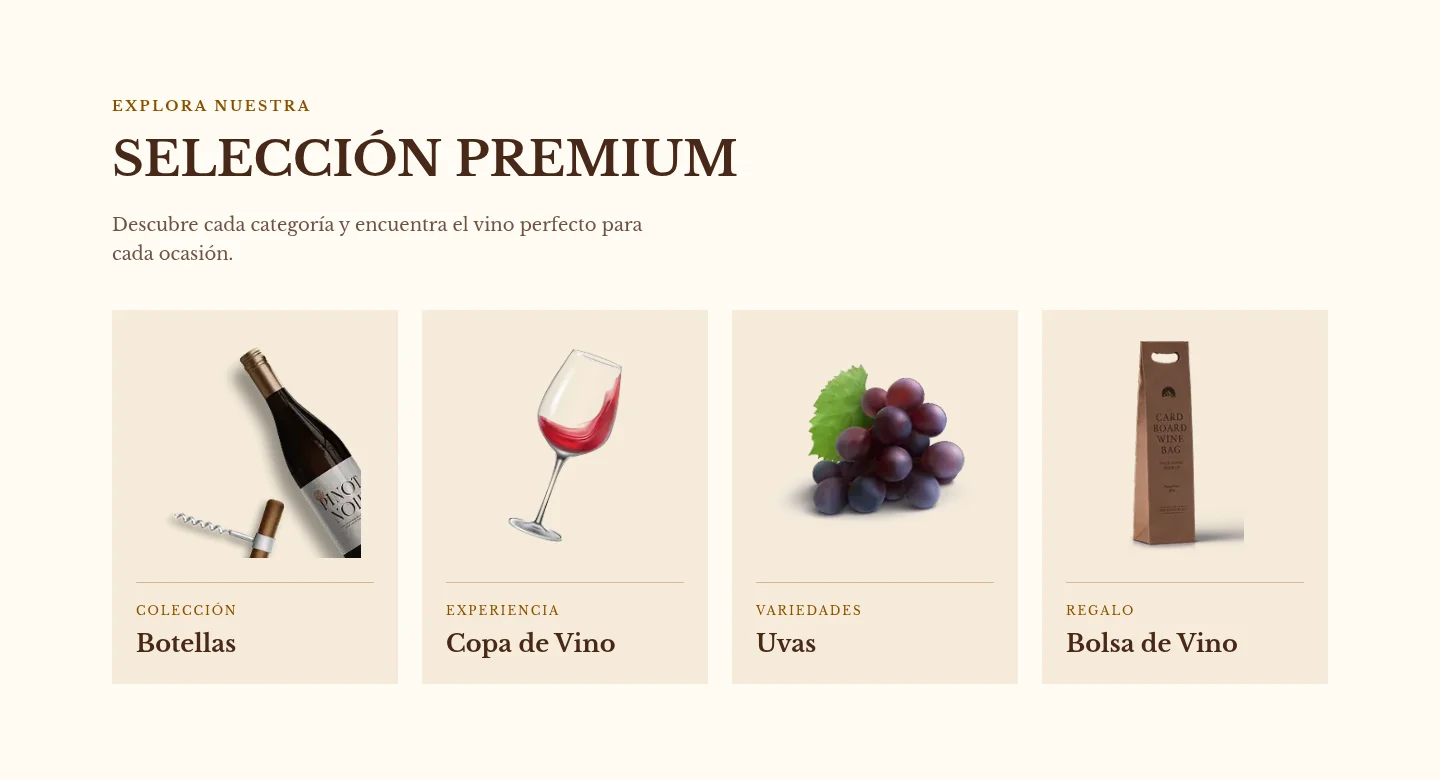 EXPLORA NUESTRA
SELECCIÓN PREMIUM
Descubre cada categoría y encuentra el vino perfecto para
cada ocasión.
PINOT
CARD
BOARD
WINE
BAG
COLECCIÓN
Botellas
EXPERIENCIA
Copa de Vino
VARIEDADES
Uvas
REGALO
Bolsa de Vino